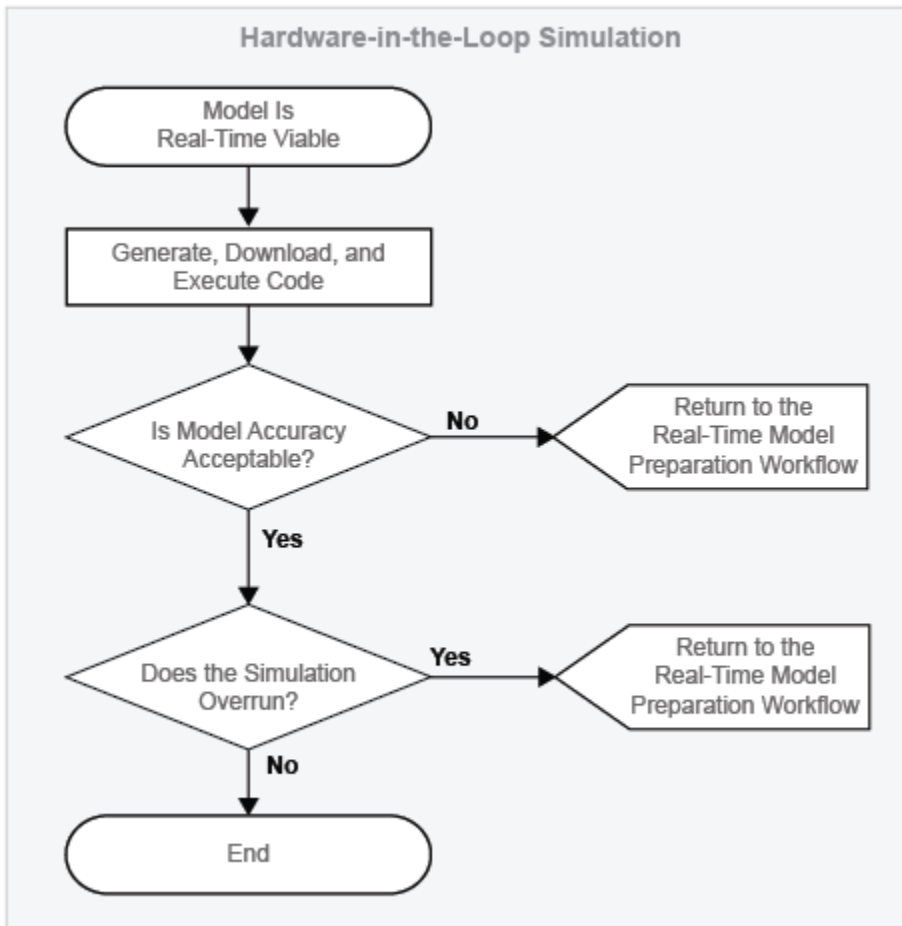 Hardware-in-the-Loop Simulation
Model Is
Real-Time Viable
Generate, Download, and
Execute Code
Is Model Accuracy
Acceptable?
No
Return to the
Real-Time Model
Preparation Workflow
Yes
Does the Simulation
Overrun?
Yes
Return to the
Real-Time Model
Preparation Workflow
No
End